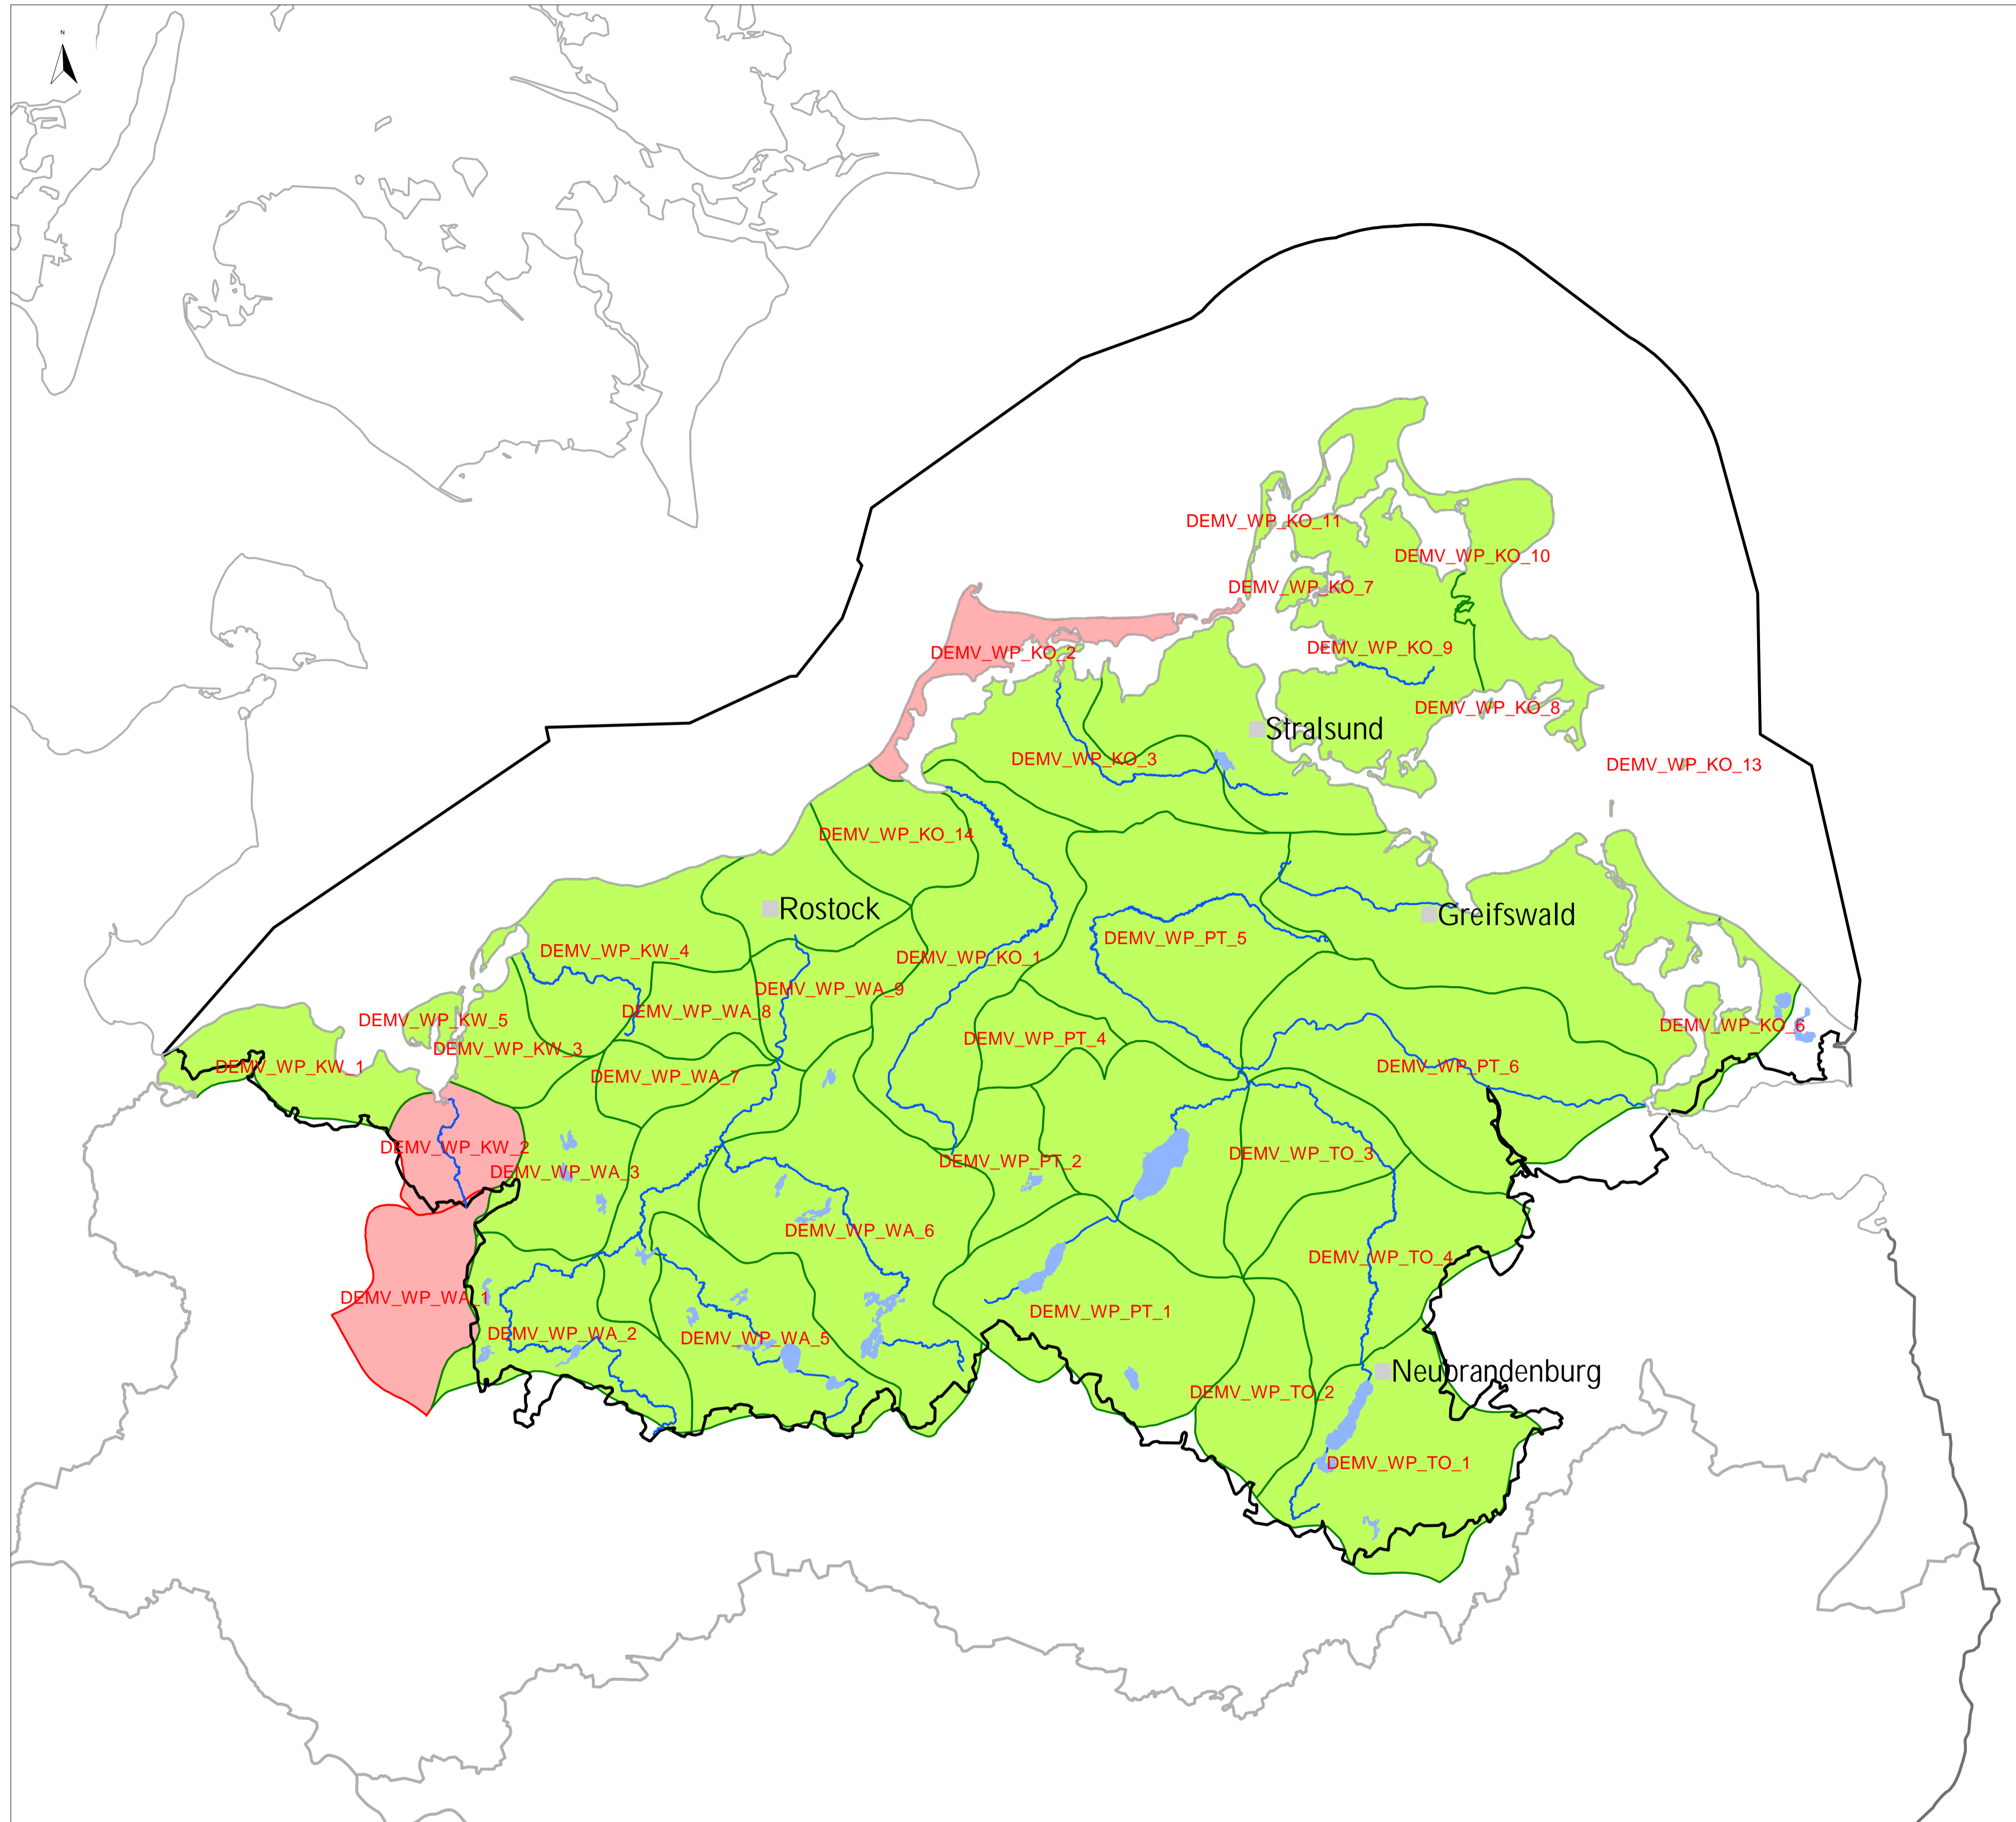 N
DEMV_WP_KO_11
DEMV_WP_KO_10
DEMV_WP_KO_7
DEMV_WP_KO_2
DEMV_WP_KO_9
DEMV_WP_KO_8
Stralsund
DEMV_WP_KO_3
DEMV_WP_KO_13
DEMV_WP_KO_14
Rostock
Greifswald
DEMV_WP_PT_5
DEMV_WP_KW_4
DEMV_WP_KO_1
DEMV_WP_WA_9
DEMV_WP_WA_8
DEMV_WP_KW_5
DEMV_WP_KO_6
DEMV_WP_PT_4
DEMV_WP_KW_3
DEMV_WP_KW_1
DEMV_WP_PT_6
DEMV_WP_WA_7
DEMV_WP_KW_2
DEMV_WP_TO_3
DEMV_WP_PT_2
DEMV_WP_WA_3
DEMV_WP_WA_6
DEMV_WP_TO_4
DEMV_WP_WA_1
DEMV_WP_PT_1
DEMV_WP_WA_2
DEMV_WP_WA_5
Neubrandenburg
DEMV_WP_TO_2
DEMV_WP_TO_1